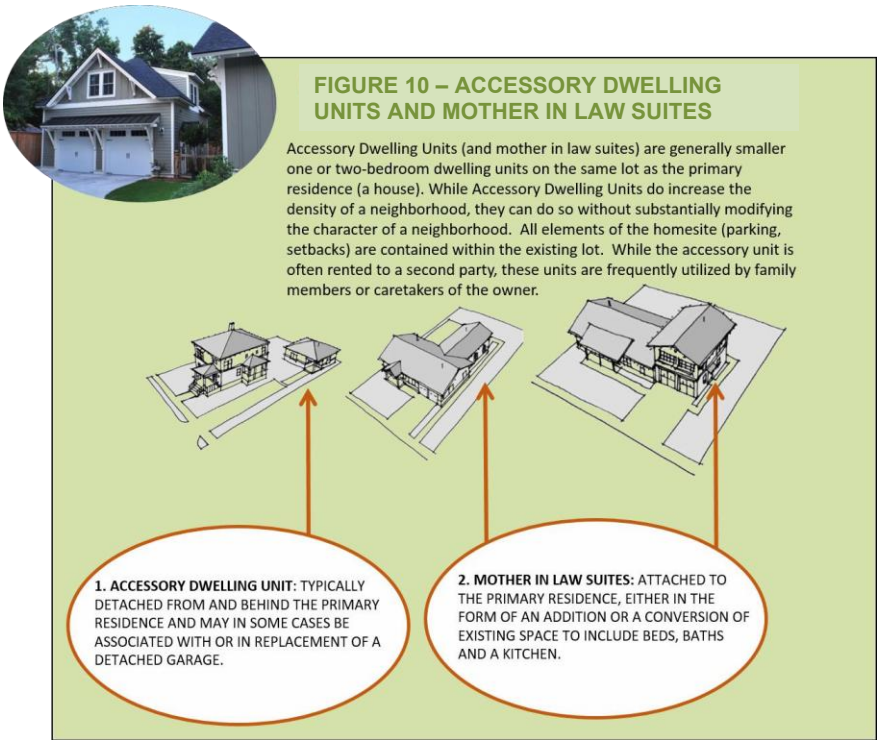 FIGURE 10 – ACCESSORY DWELLING
UNITS AND MOTHER IN LAW SUITES
Accessory Dwelling Units (and mother in law suites) are generally smaller
one or two-bedroom dwelling units on the same lot as the primary
residence (a house). While Accessory Dwelling Units do increase the
density of a neighborhood, they can do so without substantially modifying
the character of a neighborhood.  All elements of the homesite (parking,
setbacks) are contained within the existing lot.  While the accessory unit is
often rented to a second party, these units are frequently utilized by family
members or caretakers of the owner.
1. ACCESSORY DWELLING UNIT: TYPICALLY
DETACHED FROM AND BEHIND THE PRIMARY
RESIDENCE AND MAY IN SOME CASES BE
ASSOCIATED WITH OR IN REPLACEMENT OF A
DETACHED GARAGE.
2. MOTHER IN LAW SUITES: ATTACHED TO
THE PRIMARY RESIDENCE, EITHER IN THE
FORM OF AN ADDITION OR A CONVERSION OF
EXISTING SPACE TO INCLUDE BEDS, BATHS
AND A KITCHEN.